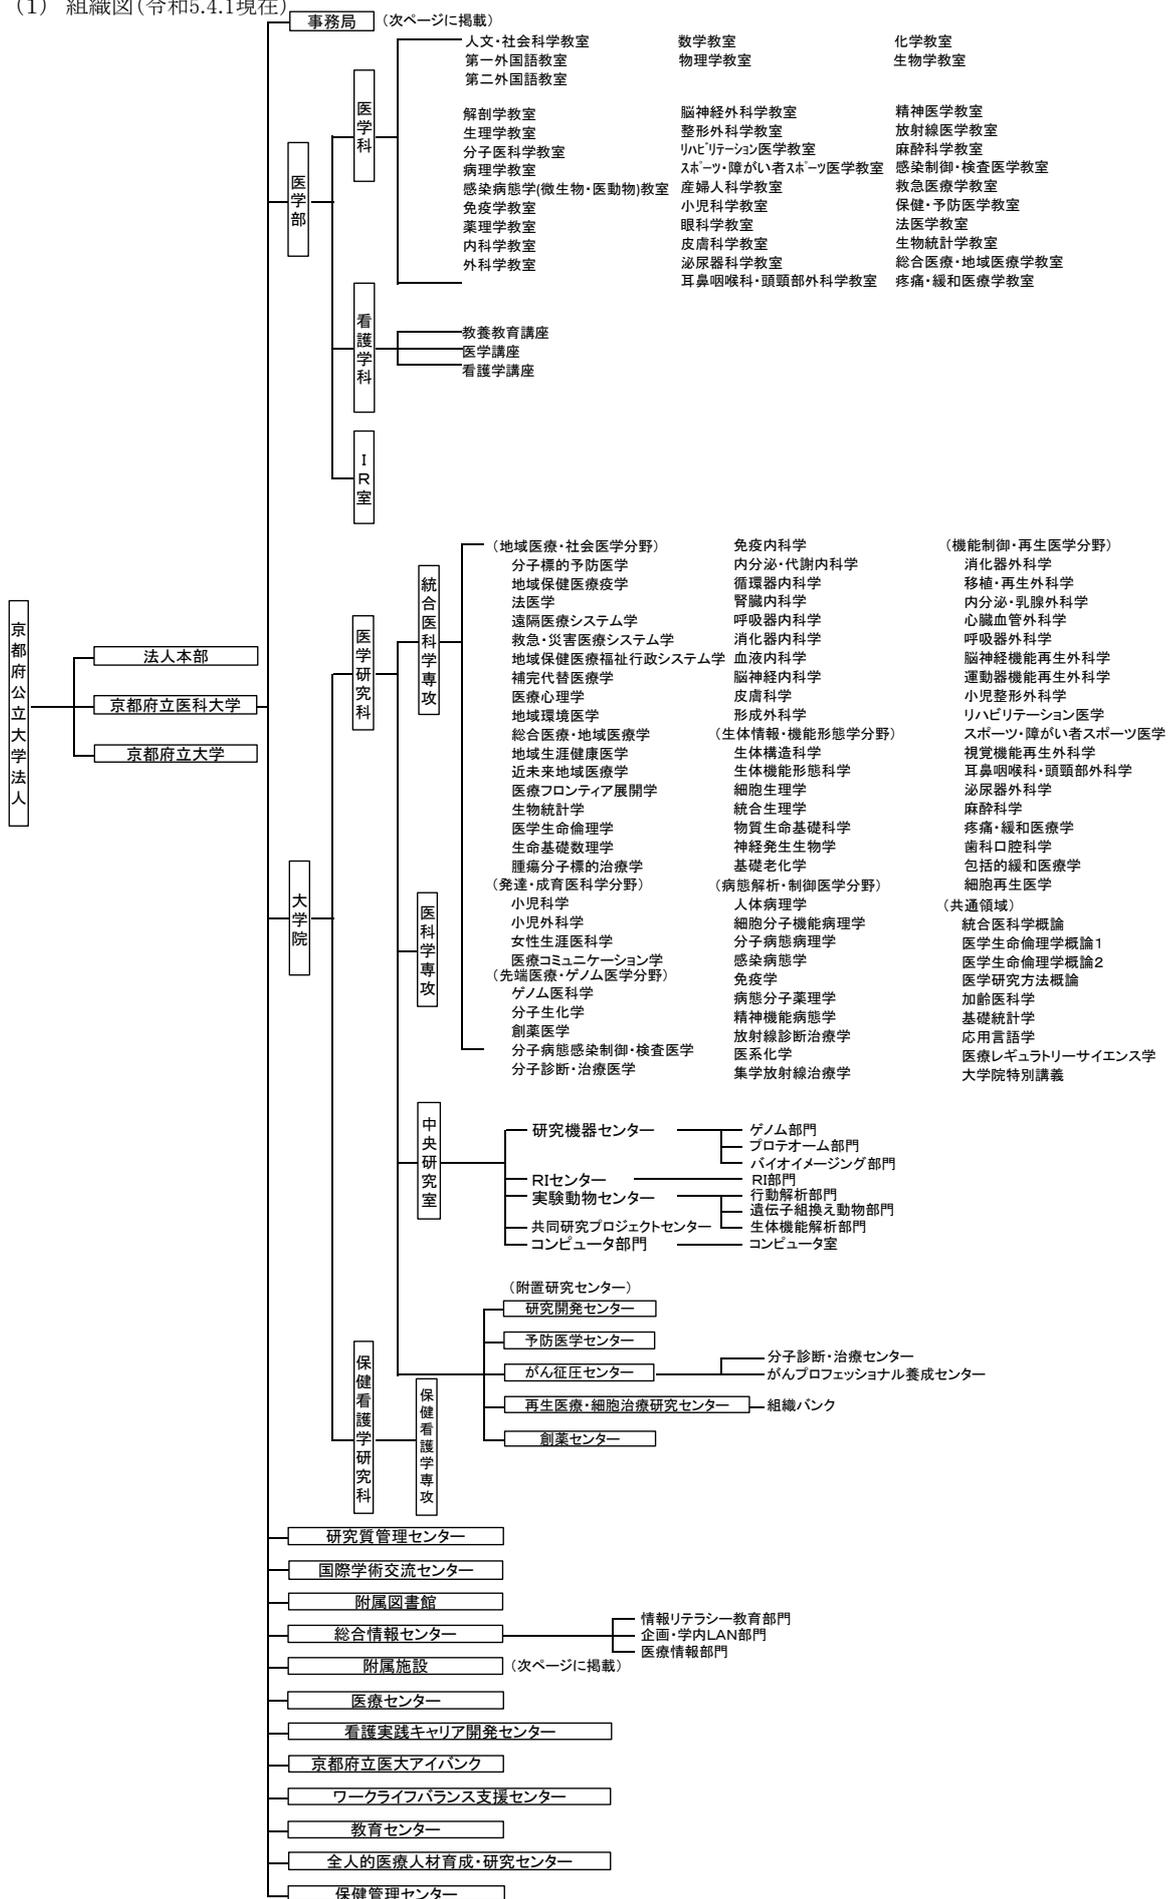 (1) 組織図(令和5.4.1現在)
事務局
(次ページに掲載)
医学部
医学科
人文・社会科学教室
第一外国語教室
第二外国語教室
数学教室
物理学教室
化学教室
生物学教室
解剖学教室
生理学教室
分子医科学教室
病理学教室
感染病態学(微生物・医動物)教室
免疫学教室
薬理学教室
内科学教室
外科学教室
脳神経外科学教室
整形外科学教室
リハビリテーション医学教室
スポーツ・障がい者スポーツ医学教室
産婦人科学教室
小児科学教室
眼科学教室
皮膚科学教室
泌尿器科学教室
耳鼻咽喉科・頭頸部外科学教室
精神医学教室
放射線医学教室
麻酔科学教室
感染制御・検査医学教室
救急医療学教室
保健・予防医学教室
法医学教室
生物統計学教室
総合医療・地域医療学教室
疼痛・緩和医療学教室
看護学科
教養教育講座
医学講座
看護学講座
IR室
京都府公立大学法人
法人本部
京都府立医科大学
京都府立大学
大学院
医学研究科
統合医科学専攻
(地域医療・社会医学分野)
分子標的予防医学
地域保健医療疫学
法医学
遠隔医療システム学
救急・災害医療システム学
地域保健医療福祉行政システム学
補完代替医療学
医療心理学
地域環境医学
総合医療・地域医療学
地域生涯健康医学
近未来地域医療学
医療フロンティア展開学
生物統計学
医学生命倫理学
生命基礎数理学
腫瘍分子標的治療学
(発達・成育医科学分野)
小児科学
小児外科学
女性生涯医科学
医療コミュニケーション学
(先端医療・ゲノム医学分野)
ゲノム医科学
分子生化学
創薬医学
分子病態感染制御・検査医学
分子診断・治療医学
免疫内科学
内分泌・代謝内科学
循環器内科学
腎臓内科学
呼吸器内科学
消化器内科学
血液内科学
脳神経内科学
皮膚科学
形成外科学
(生体情報・機能形態学分野)
生体構造科学
生体機能形態科学
細胞生理学
統合生理学
物質生命基礎科学
神経発生生物学
基礎老化学
(病態解析・制御医学分野)
人体病理学
細胞分子機能病理学
分子病態病理学
感染病態学
免疫学
病態分子薬理学
精神機能病態学
放射線診断治療学
医系化学
集学放射線治療学
(機能制御・再生医学分野)
消化器外科学
移植・再生外科学
内分泌・乳腺外科学
心臓血管外科学
呼吸器外科学
脳神経機能再生外科学
運動器機能再生外科学
小児整形外科学
リハビリテーション医学
スポーツ・障がい者スポーツ医学
視覚機能再生外科学
耳鼻咽喉科・頭頸部外科学
泌尿器外科学
麻酔科学
疼痛・緩和医療学
歯科口腔科学
包括的緩和医療学
細胞再生医学
(共通領域)
統合医科学概論
医学生命倫理学概論1
医学生命倫理学概論2
医学研究方法概論
加齢医科学
基礎統計学
応用言語学
医療レギュラトリーサイエンス学
大学院特別講義
医科学専攻
中央研究室
研究機器センター
ゲノム部門
プロテオーム部門
バイオイメージング部門
RIセンター
RI部門
実験動物センター
行動解析部門
遺伝子組換え動物部門
生体機能解析部門
共同研究プロジェクトセンター
コンピュータ部門
コンピュータ室
(附置研究センター)
研究開発センター
予防医学センター
がん征圧センター
分子診断・治療センター
がんプロフェッショナル養成センター
再生医療・細胞治療研究センター
組織バンク
創薬センター
保健看護学研究科
保健看護学専攻
研究質管理センター
国際学術交流センター
附属図書館
総合情報センター
情報リテラシー教育部門
企画・学内LAN部門
医療情報部門
附属施設
(次ページに掲載)
医療センター
看護実践キャリア開発センター
京都府立医大アイバンク
ワークライフバランス支援センター
教育センター
全人的医療人材育成・研究センター
保健管理センター